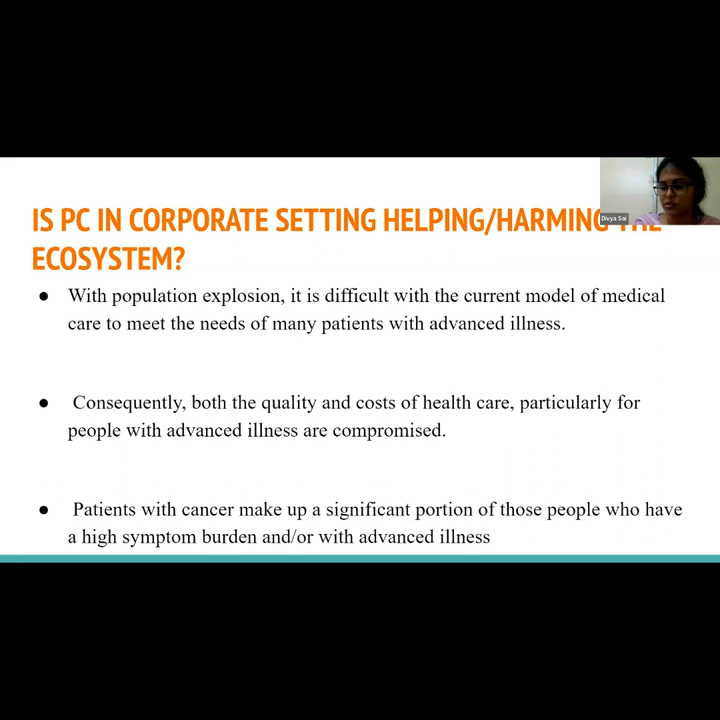 IS PC IN CORPORATE SETTING HELPING/HARMING THE
ECOSYSTEM?
Divya Sai
● With population explosion, it is difficult with the current model of medical
care to meet the needs of many patients with advanced illness.
● Consequently, both the quality and costs of health care, particularly for
people with advanced illness are compromised.
● Patients with cancer make up a significant portion of those people who have
a high symptom burden and/or with advanced illness